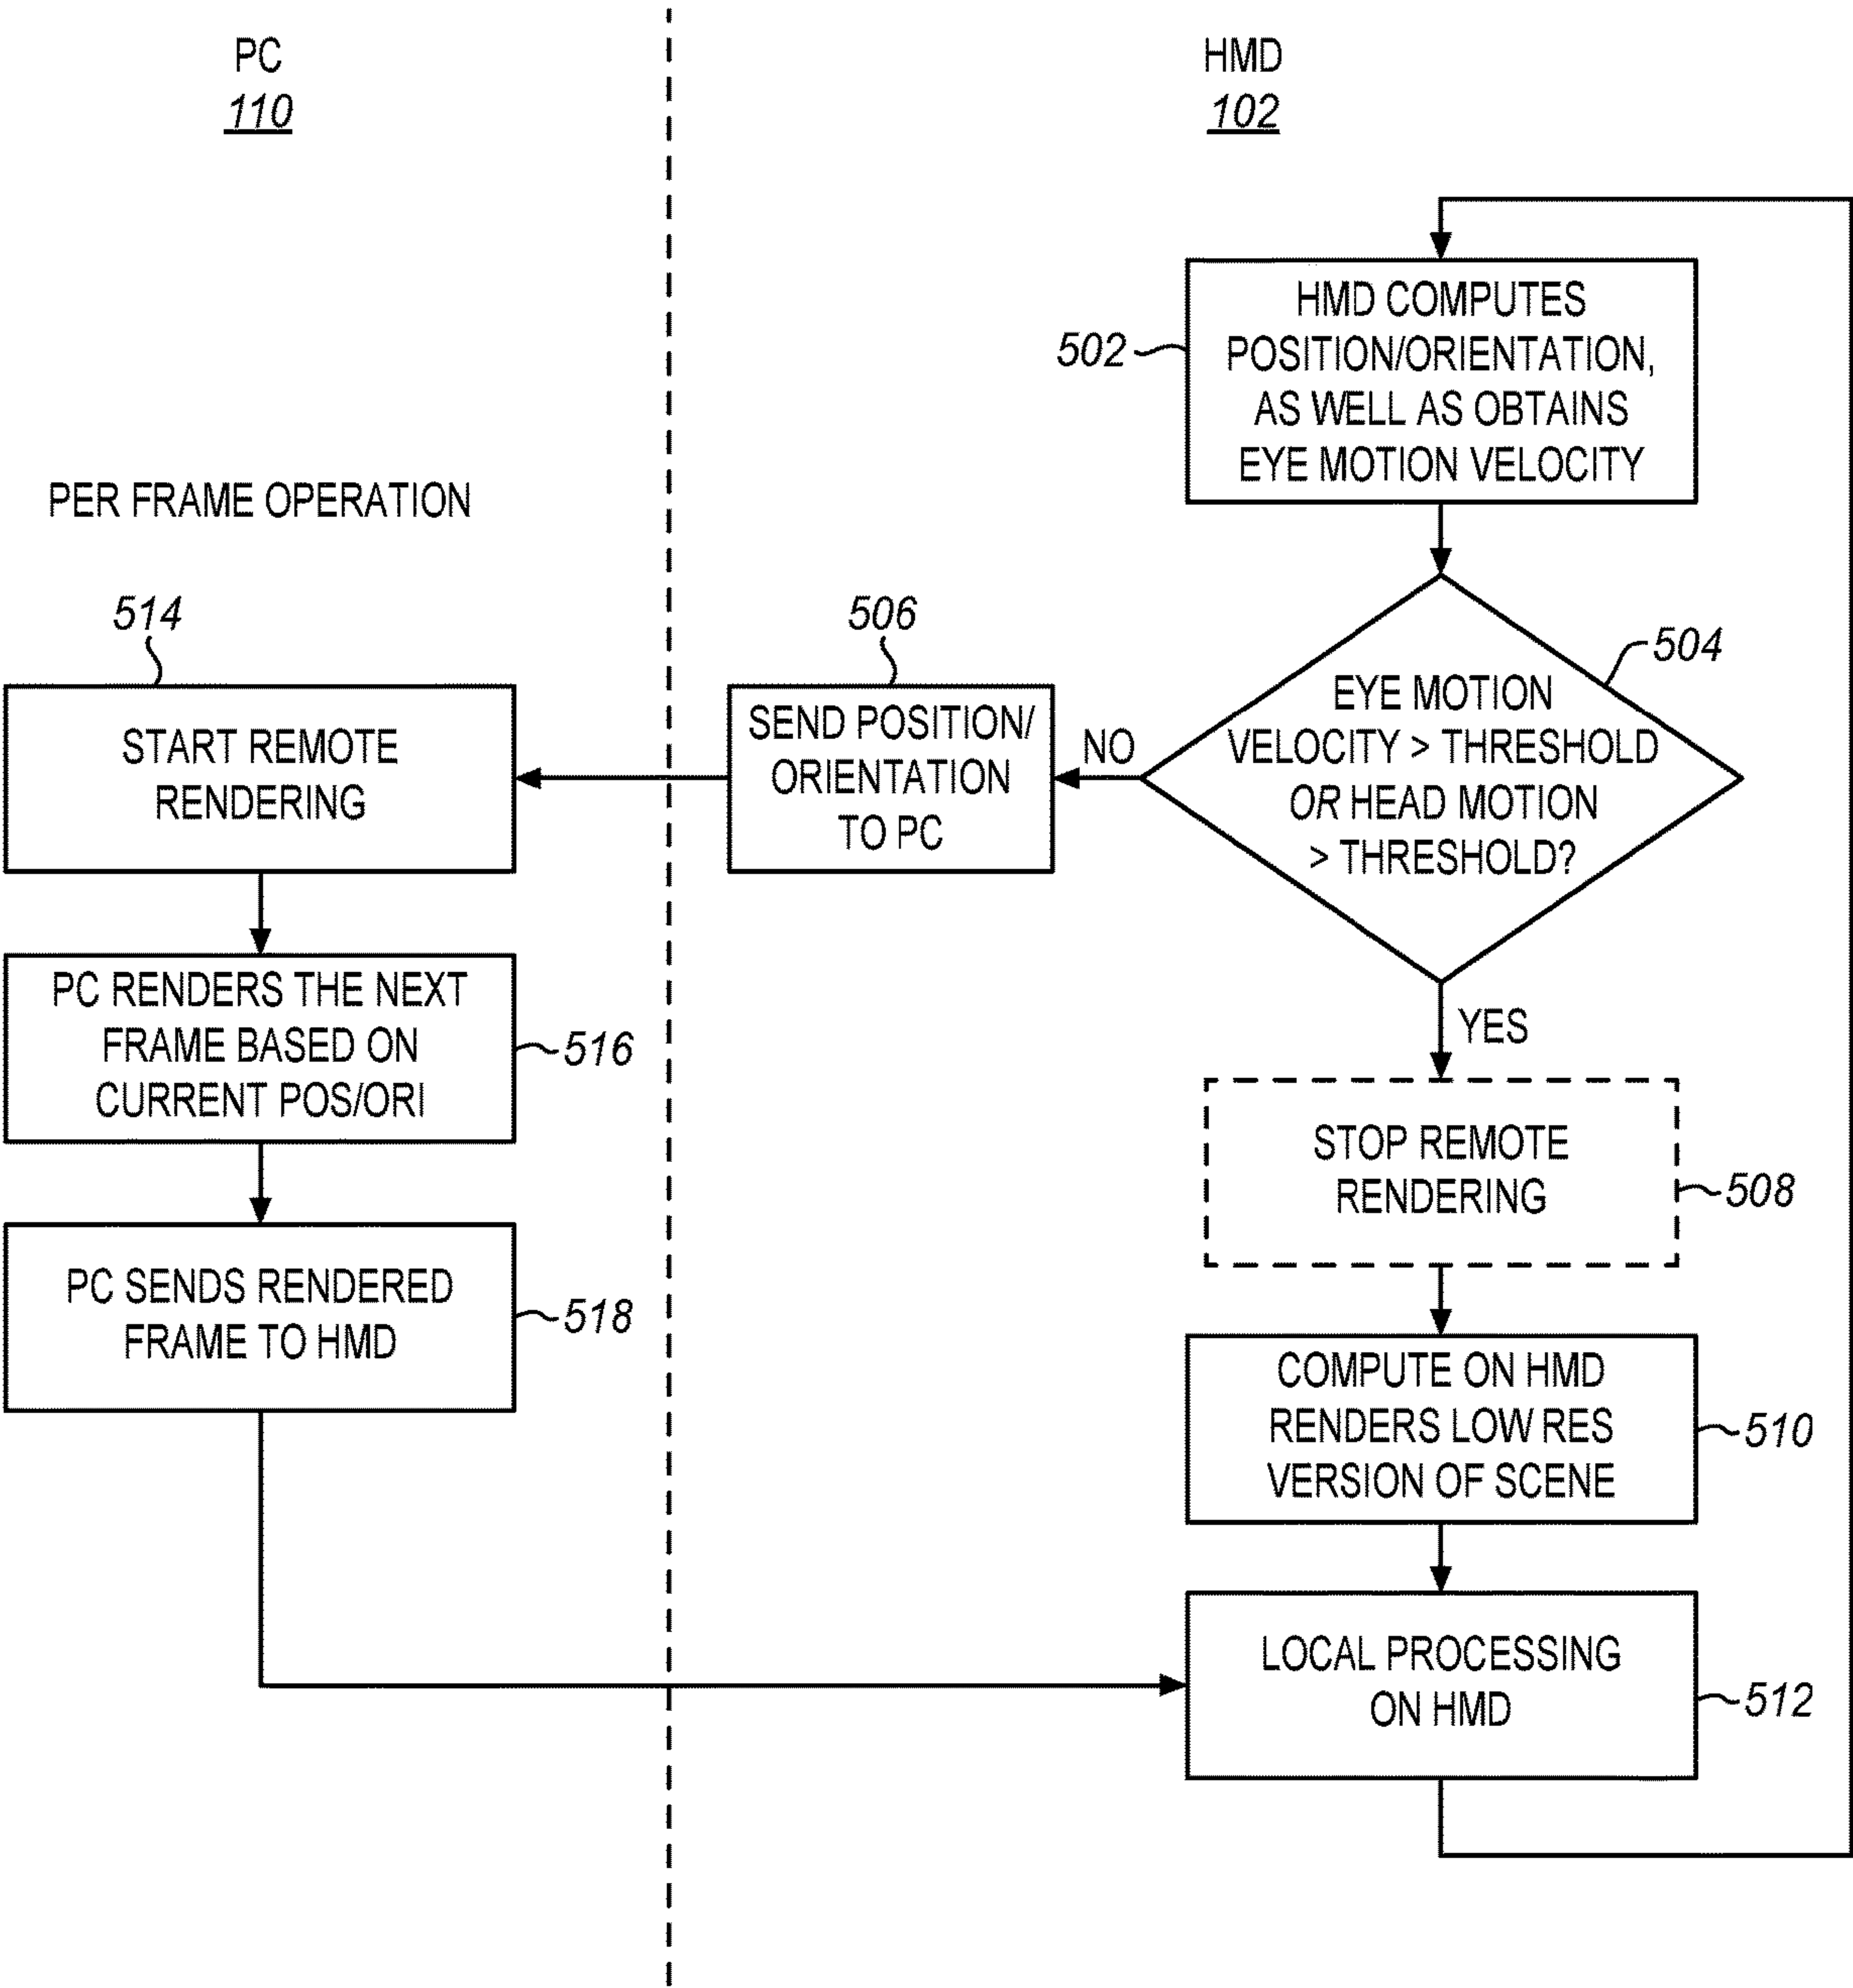 PC
110
HMD
102
PER FRAME OPERATION
502
HMD COMPUTES
POSITION/ORIENTATION,
AS WELL AS OBTAINS
EYE MOTION VELOCITY
504
EYE MOTION
VELOCITY > THRESHOLD
OR HEAD MOTION
> THRESHOLD?
NO
506
SEND POSITION/
ORIENTATION
TO PC
514
START REMOTE
RENDERING
PC RENDERS THE NEXT
FRAME BASED ON
CURRENT POS/ORI
516
PC SENDS RENDERED
FRAME TO HMD
518
YES
STOP REMOTE
RENDERING
508
COMPUTE ON HMD
RENDERS LOW RES
VERSION OF SCENE
510
LOCAL PROCESSING
ON HMD
512